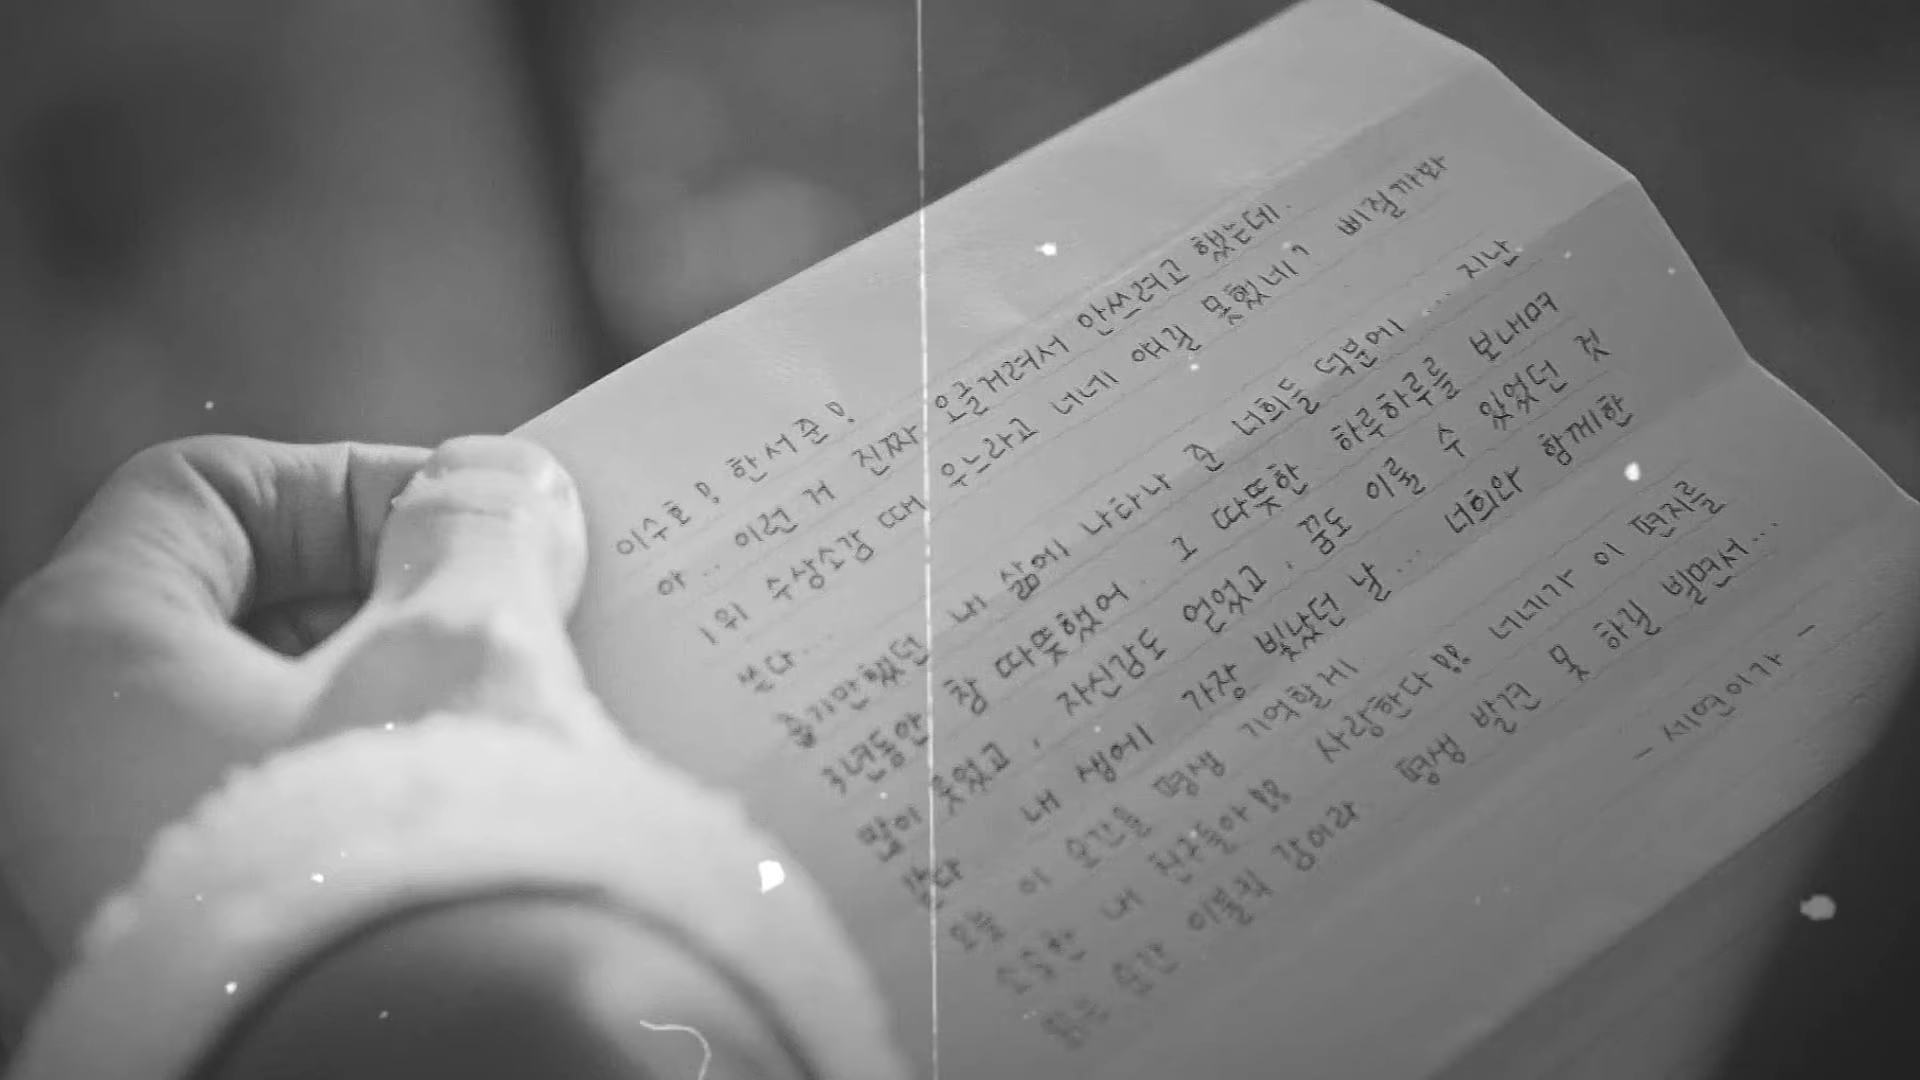 이수호! 한서준!
아.. 이런 거 진짜 오글거려서 안쓰려고 했는데.
1위 수상소감 때 우느라고 너네 얘길 못했네? 삐질까봐
쓴다...
춥기만했던 내 삶에 나타나 준 너희들 덕분에... 지난
3년동안 참 따뜻했어. 그 따뜻한 하루하루를 보내며
많이 웃었고, 자신감도 얻었고, 꿈도 이룰 수 있었던 것
같다. 내 생에 가장 빛났던 날... 너희와 함께한
오늘 이 순간을 평생 기억할게
소중한 내 친구들아!! 사랑한다!! 너네가 이 편지를
읽는 순간 이불킥 감이라 평생 발견 못 하길 빌면서...
- 세연이가 -